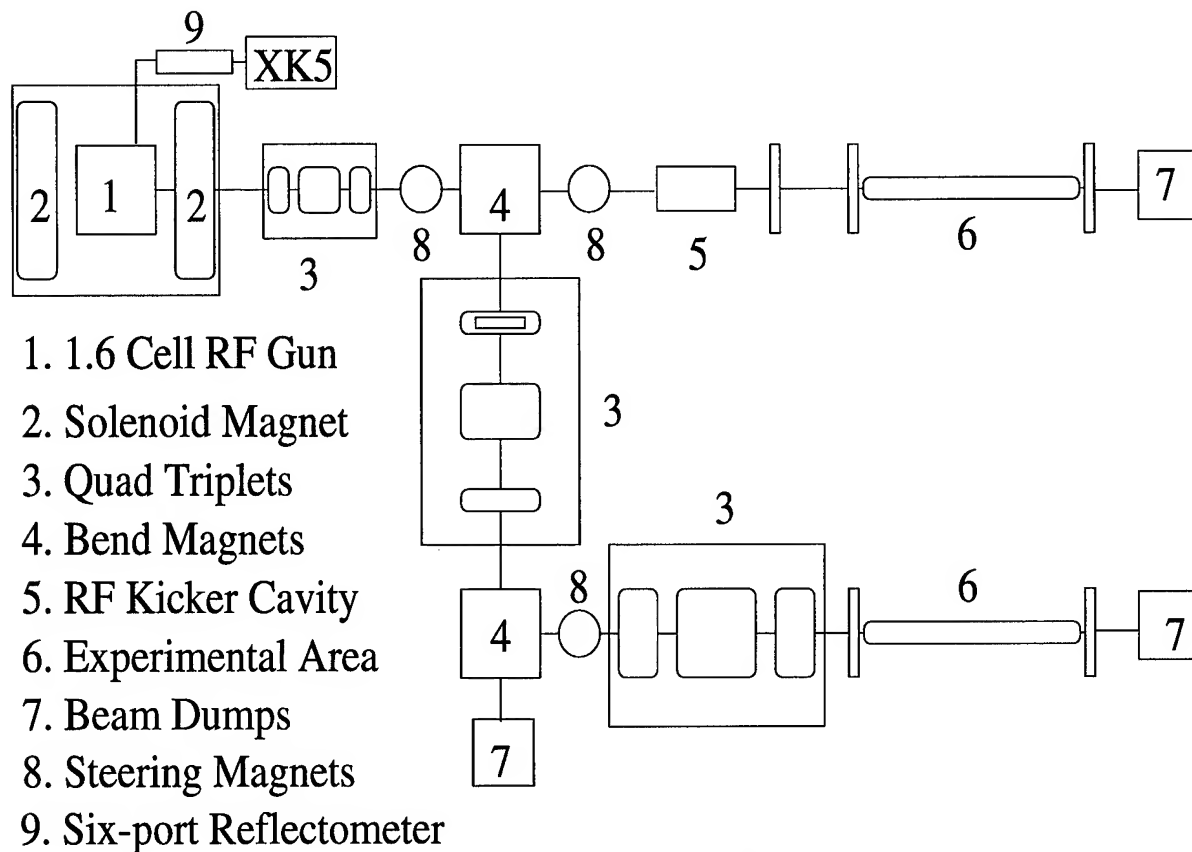 9
XK5
2
1
2
3
8
4
8
5
6
7
3
3
4
8
6
7
7
1. 1.6 Cell RF Gun
2. Solenoid Magnet
3. Quad Triplets
4. Bend Magnets
5. RF Kicker Cavity
6. Experimental Area
7. Beam Dumps
8. Steering Magnets
9. Six-port Reflectometer